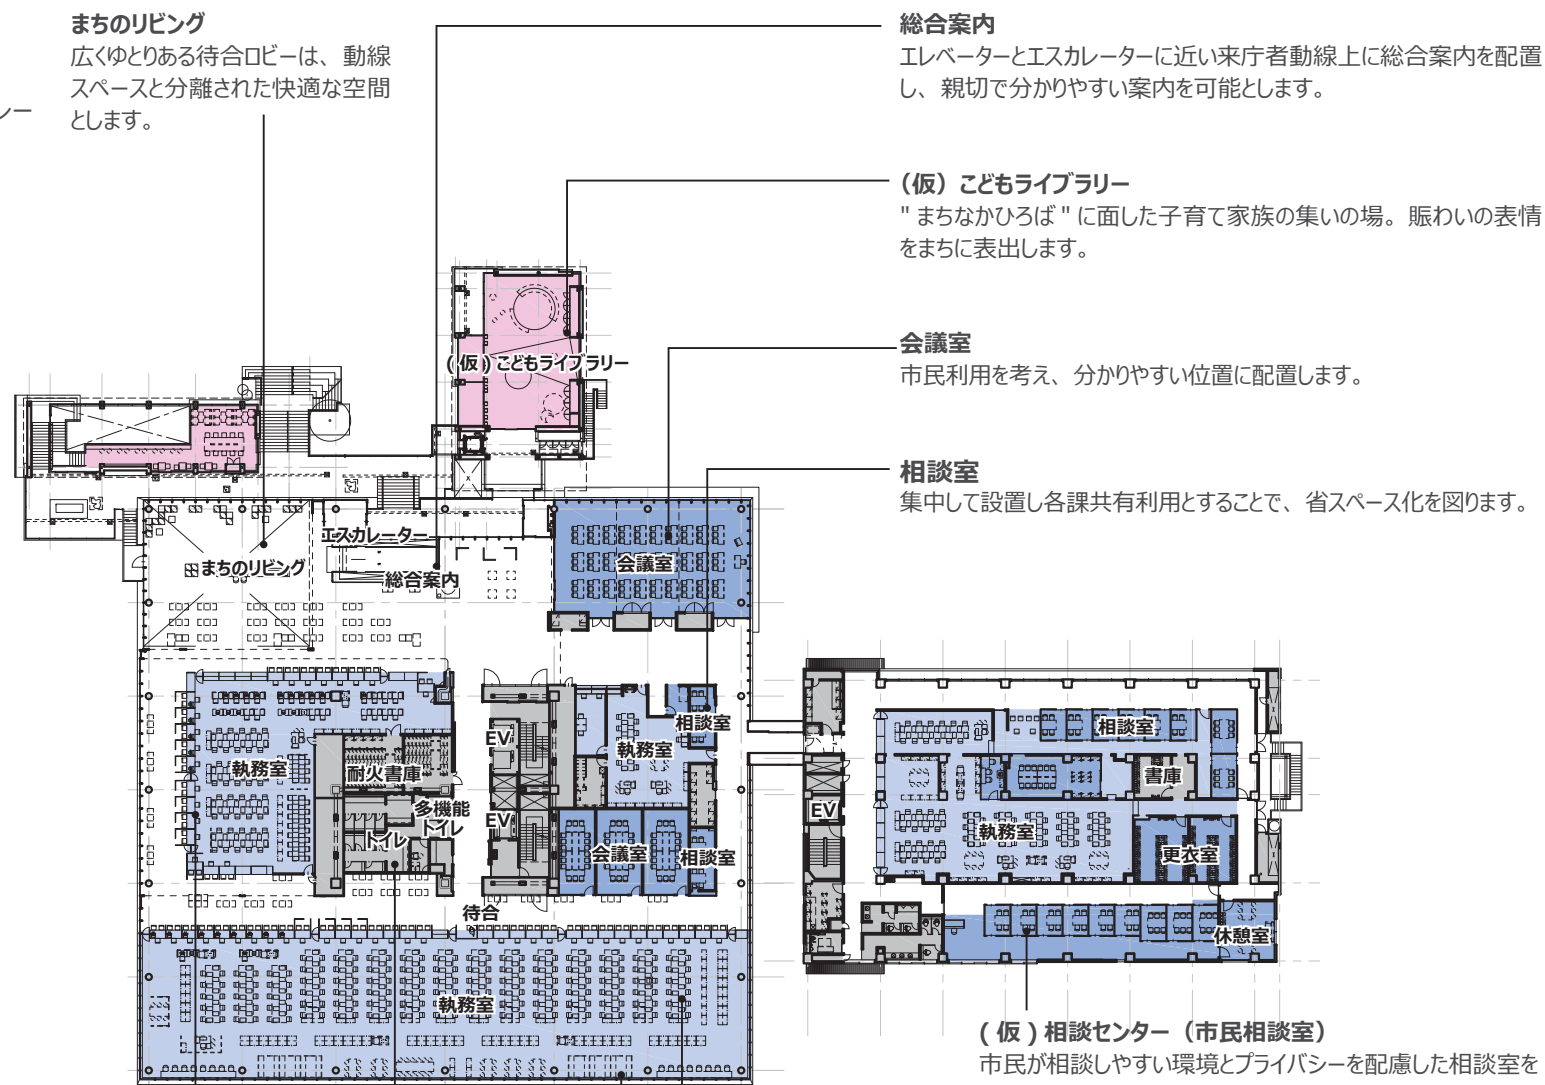 まちのリビング
広くゆとりある待合ロビーは、動線
スペースと分離された快適な空間
とします。
総合案内
エレベーターとエスカレーターに近い来庁者動線上に総合案内を配置
し、親切で分かりやすい案内を可能とします。
（仮）こどもライブラリー
" まちなかひろば " に面した子育て家族の集いの場。賑わいの表情
をまちに表出します。
会議室
市民利用を考え、分かりやすい位置に配置します。
相談室
集中して設置し各課共有利用とすることで、省スペース化を図ります。
( 仮 ) こどもライブラリー
エスカレーター
まちのリビング
総合案内
会議室
相談室
EV
執務室
執務室
耐火書庫
多機能
トイレ
トイレ
EV
会議室
相談室
待合
執務室
相談室
書庫
EV
執務室
更衣室
休憩室
( 仮 ) 相談センター（市民相談室）
市民が相談しやすい環境とプライバシーを配慮した相談室を